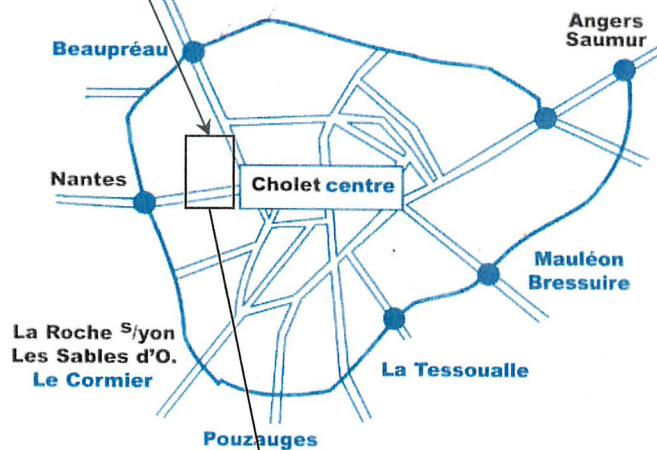 Angers
Saumur
Beaupréau
Nantes
Cholet centre
Mauléon
Bressuire
La Roche s/yon
Les Sables d'O.
Le Cormier
La Tessoualle
Pouzauges